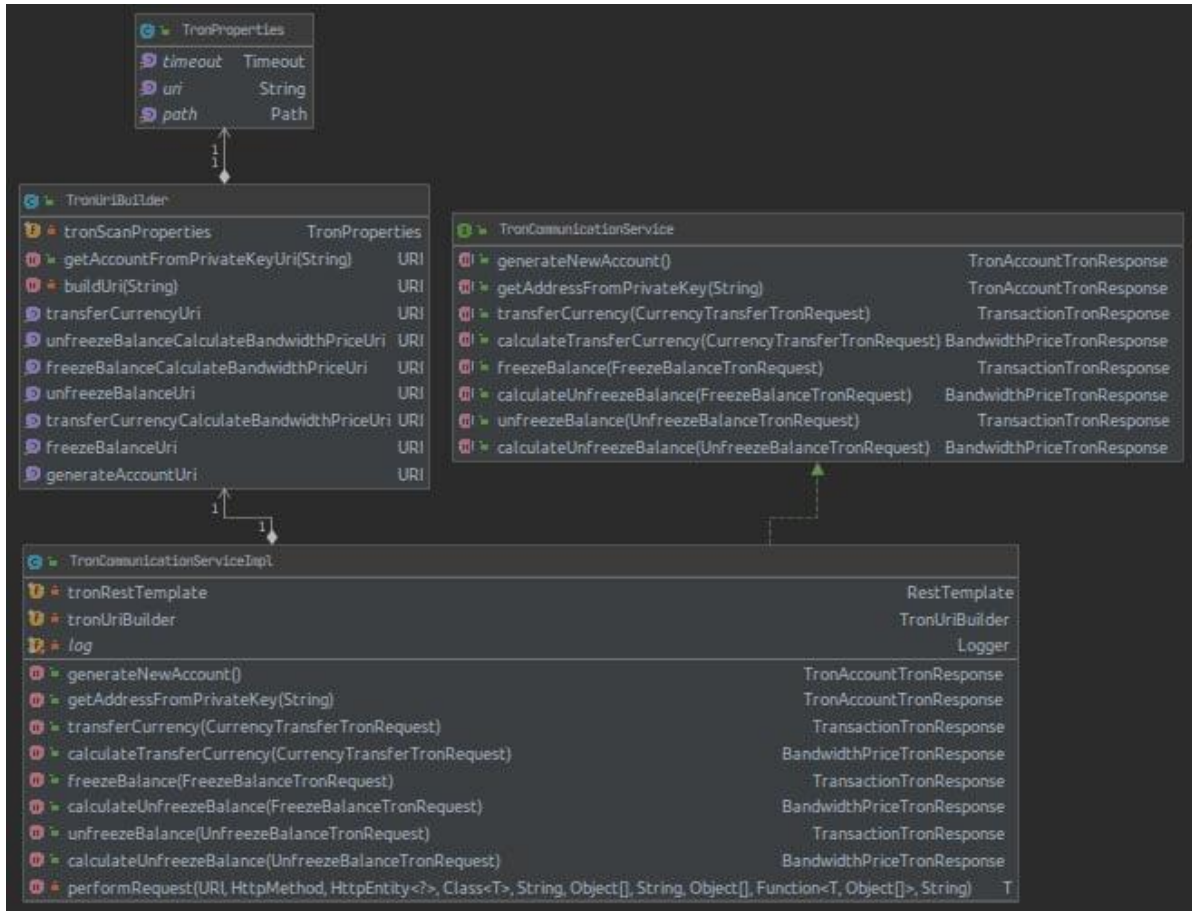 TronProperties
timeout Timeout
uri String
path Path
1
1
TronUriBuilder
tronScanProperties TronProperties
getAccountFromPrivateKeyUri(String) URI
buildUri(String) URI
transferCurrencyUri URI
unfreezeBalanceCalculateBandwidthPriceUri URI
freezeBalanceCalculateBandwidthPriceUri URI
unfreezeBalanceUri URI
transferCurrencyCalculateBandwidthPriceUri URI
freezeBalanceUri URI
generateAccountUri URI
TronCommunicationService
generateNewAccount() TronAccountTronResponse
getAddressFromPrivateKey(String) TronAccountTronResponse
transferCurrency(CurrencyTransferTronRequest) TransactionTronResponse
calculateTransferCurrency(CurrencyTransferTronRequest) BandwidthPriceTronResponse
freezeBalance(FreezeBalanceTronRequest) TransactionTronResponse
calculateUnfreezeBalance(FreezeBalanceTronRequest) BandwidthPriceTronResponse
unfreezeBalance(UnfreezeBalanceTronRequest) TransactionTronResponse
calculateUnfreezeBalance(UnfreezeBalanceTronRequest) BandwidthPriceTronResponse
1
1
TronCommunicationServiceImpl
tronRestTemplate RestTemplate
tronUriBuilder TronUriBuilder
log Logger
generateNewAccount() TronAccountTronResponse
getAddressFromPrivateKey(String) TronAccountTronResponse
transferCurrency(CurrencyTransferTronRequest) TransactionTronResponse
calculateTransferCurrency(CurrencyTransferTronRequest) BandwidthPriceTronResponse
freezeBalance(FreezeBalanceTronRequest) TransactionTronResponse
calculateUnfreezeBalance(FreezeBalanceTronRequest) BandwidthPriceTronResponse
unfreezeBalance(UnfreezeBalanceTronRequest) TransactionTronResponse
calculateUnfreezeBalance(UnfreezeBalanceTronRequest) BandwidthPriceTronResponse
performRequest(URI, HttpMethod, HttpEntity<?>, Class<T>, String, Object[], String, Object[], Function<T, Object[]>, String) T